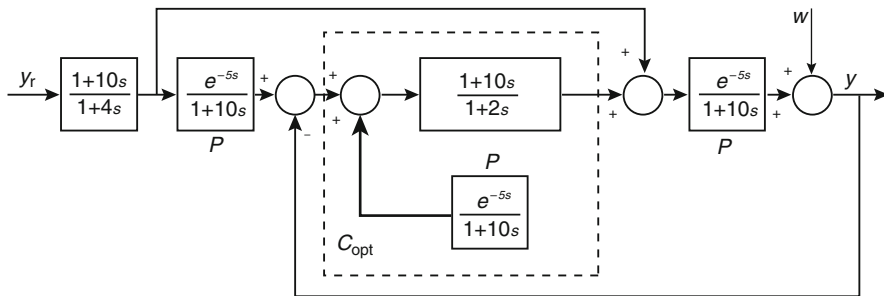 w
y_r
1+10s
1+4s
e^{-5s}
1+10s
P
+
−
+
+
1+10s
1+2s
+
+
e^{-5s}
1+10s
P
+
+
y
P
e^{-5s}
1+10s
C_opt